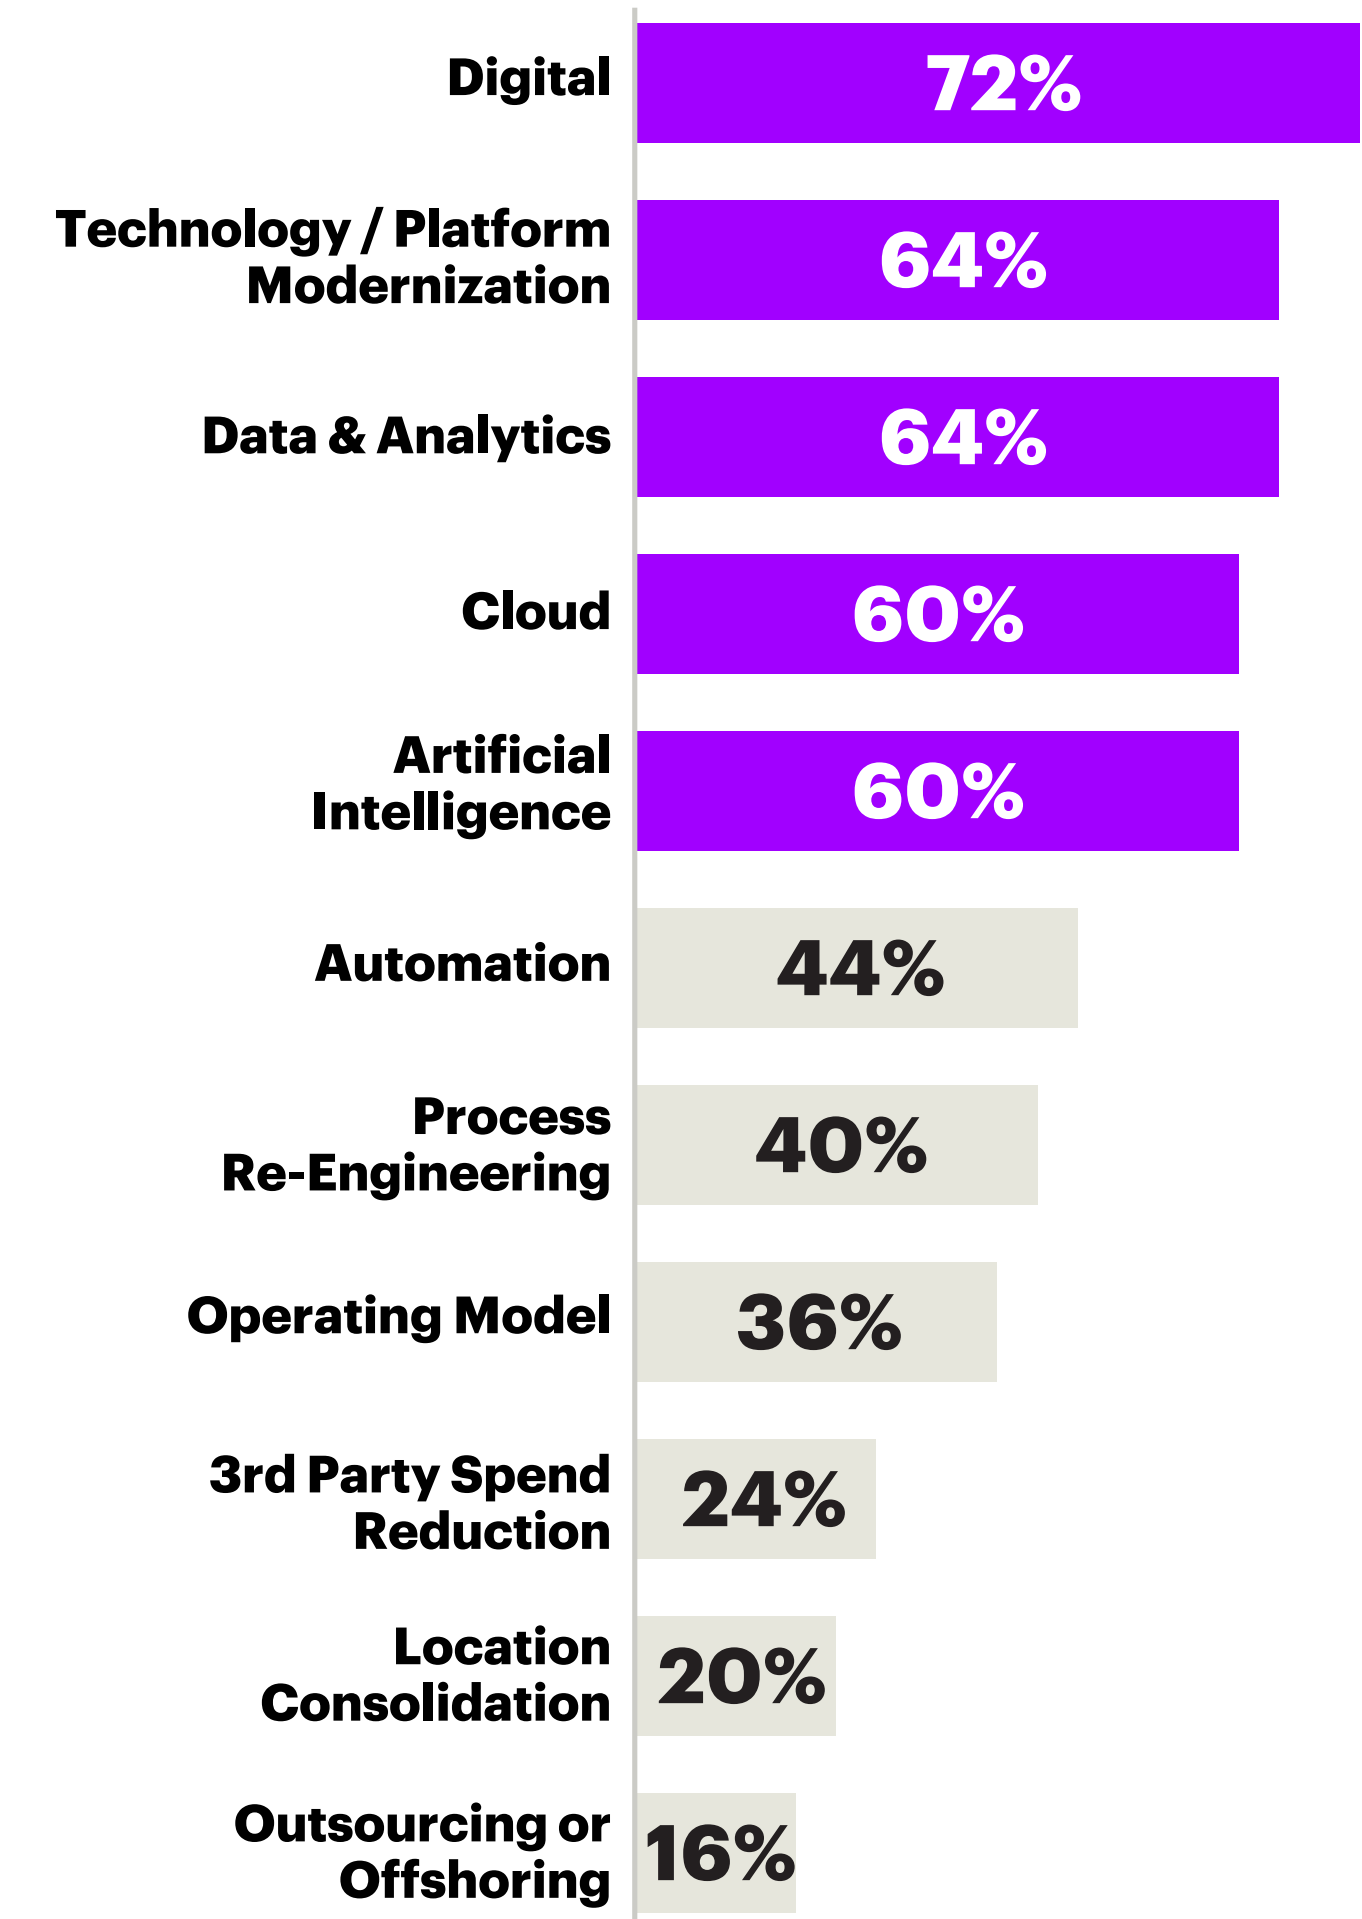 Digital
72%
Technology / Platform
Modernization
64%
Data & Analytics
64%
Cloud
60%
Artificial
Intelligence
60%
Automation
44%
Process
Re-Engineering
40%
Operating Model
36%
3rd Party Spend
Reduction
24%
Location
Consolidation
20%
Outsourcing or
Offshoring
16%